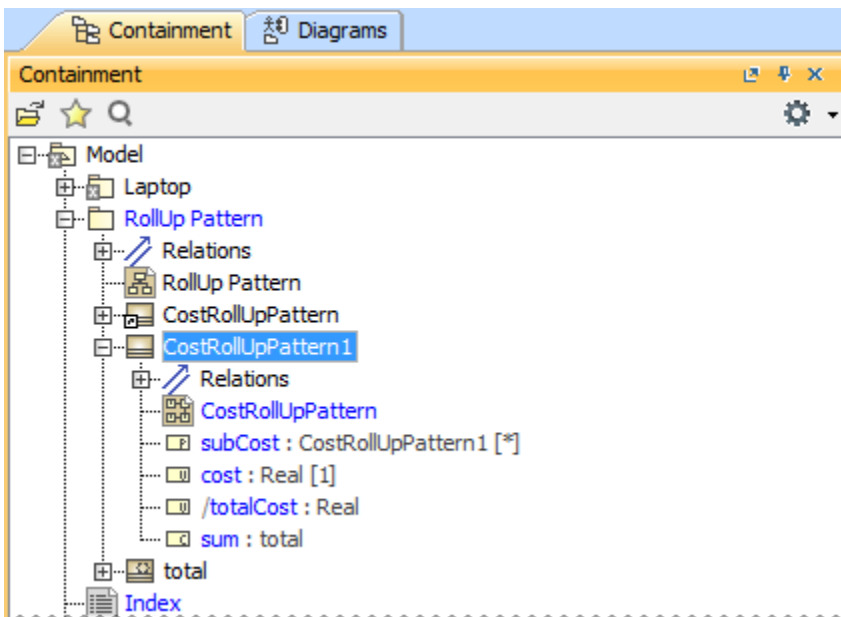 Containment Diagrams
Containment
Model
Laptop
RollUp Pattern
Relations
RollUp Pattern
CostRollUpPattern
CostRollUpPattern1
Relations
CostRollUpPattern
P subCost : CostRollUpPattern1 [*]
V cost : Real [1]
V /totalCost : Real
C sum : total
total
Index